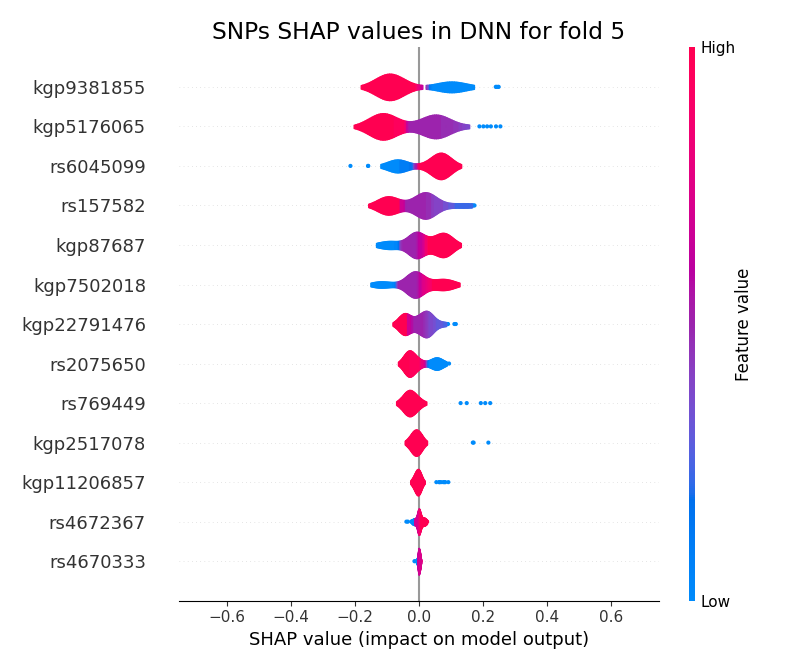 SNPs SHAP values in DNN for fold 5
High
kgp9381855
kgp5176065
rs6045099
rs157582
kgp87687
kgp7502018
kgp22791476
rs2075650
rs769449
kgp2517078
kgp11206857
rs4672367
rs4670333
Feature value
Low
−0.6 −0.4 −0.2 0.0 0.2 0.4 0.6
SHAP value (impact on model output)